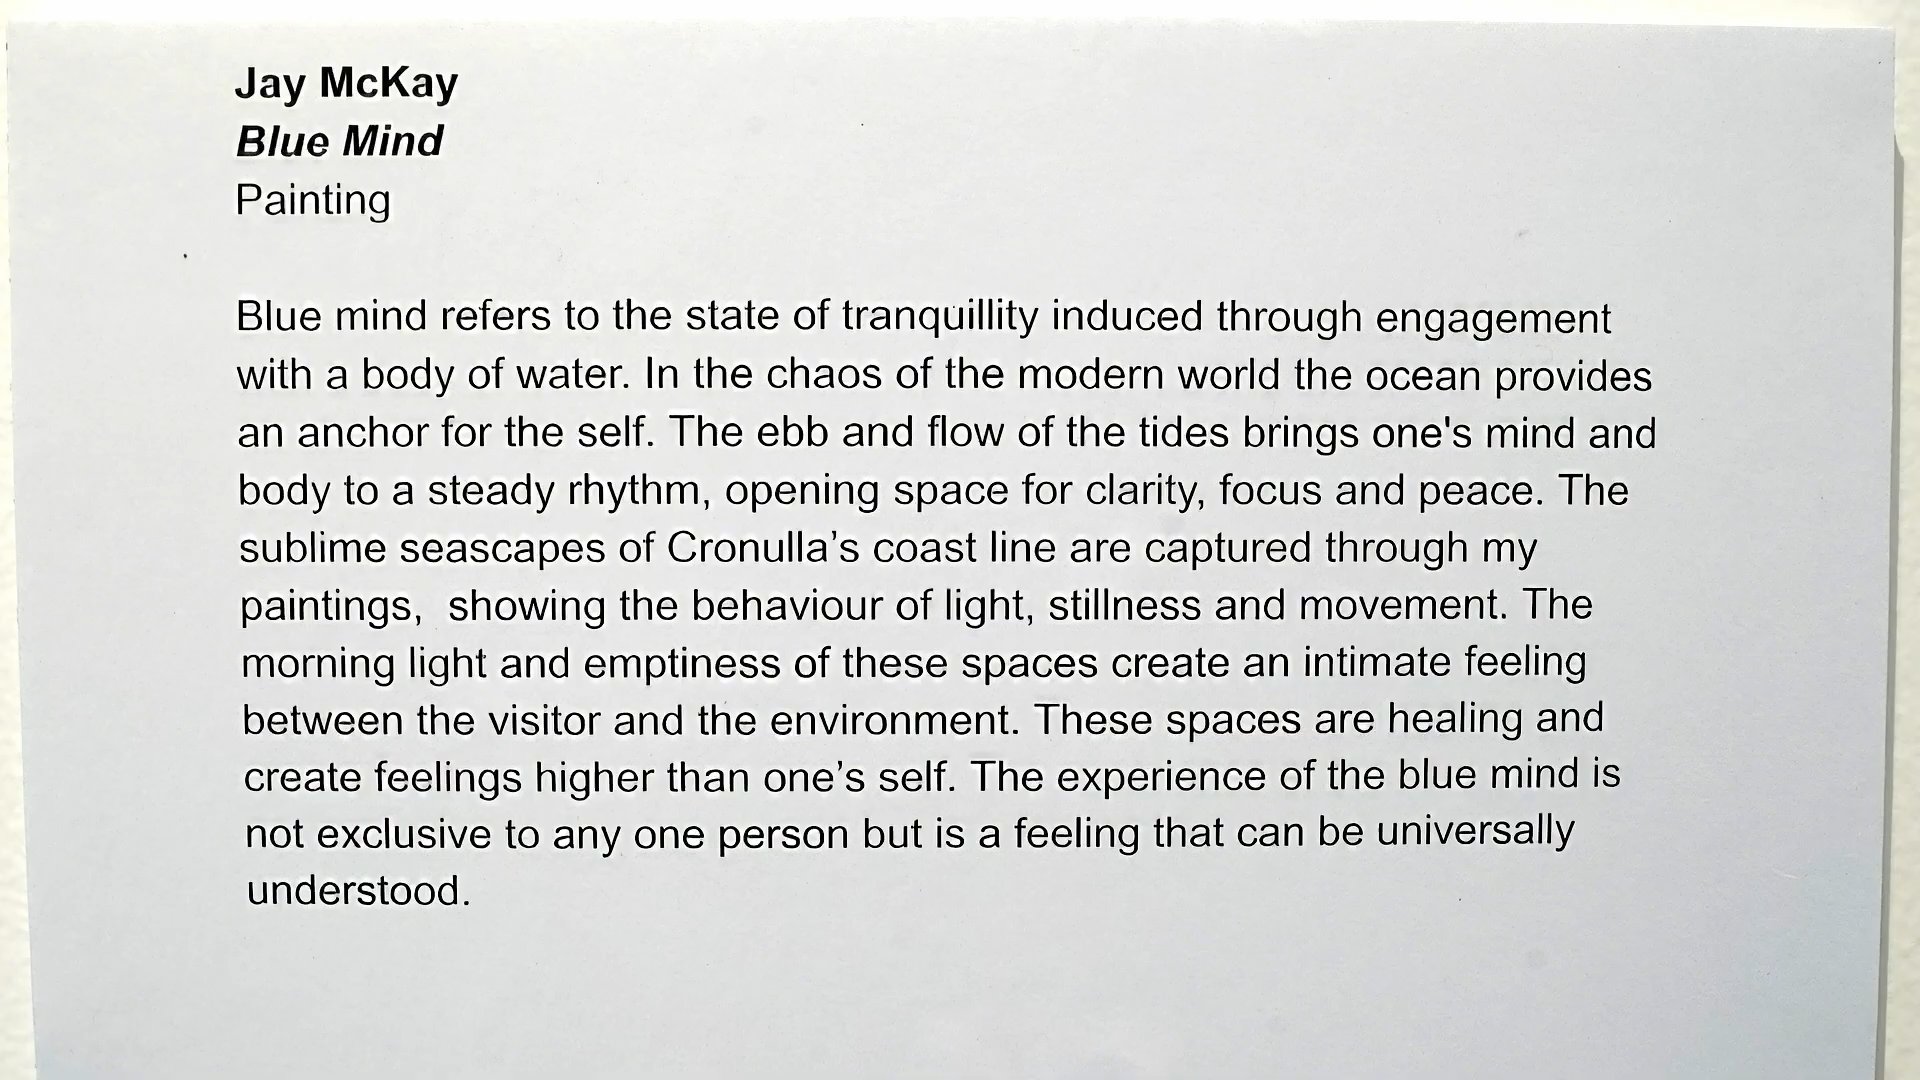 Jay McKay
Blue Mind
Painting
Blue mind refers to the state of tranquillity induced through engagement
with a body of water. In the chaos of the modern world the ocean provides
an anchor for the self. The ebb and flow of the tides brings one's mind and
body to a steady rhythm, opening space for clarity, focus and peace. The
sublime seascapes of Cronulla’s coast line are captured through my
paintings,  showing the behaviour of light, stillness and movement. The
morning light and emptiness of these spaces create an intimate feeling
between the visitor and the environment. These spaces are healing and
create feelings higher than one’s self. The experience of the blue mind is
not exclusive to any one person but is a feeling that can be universally
understood.